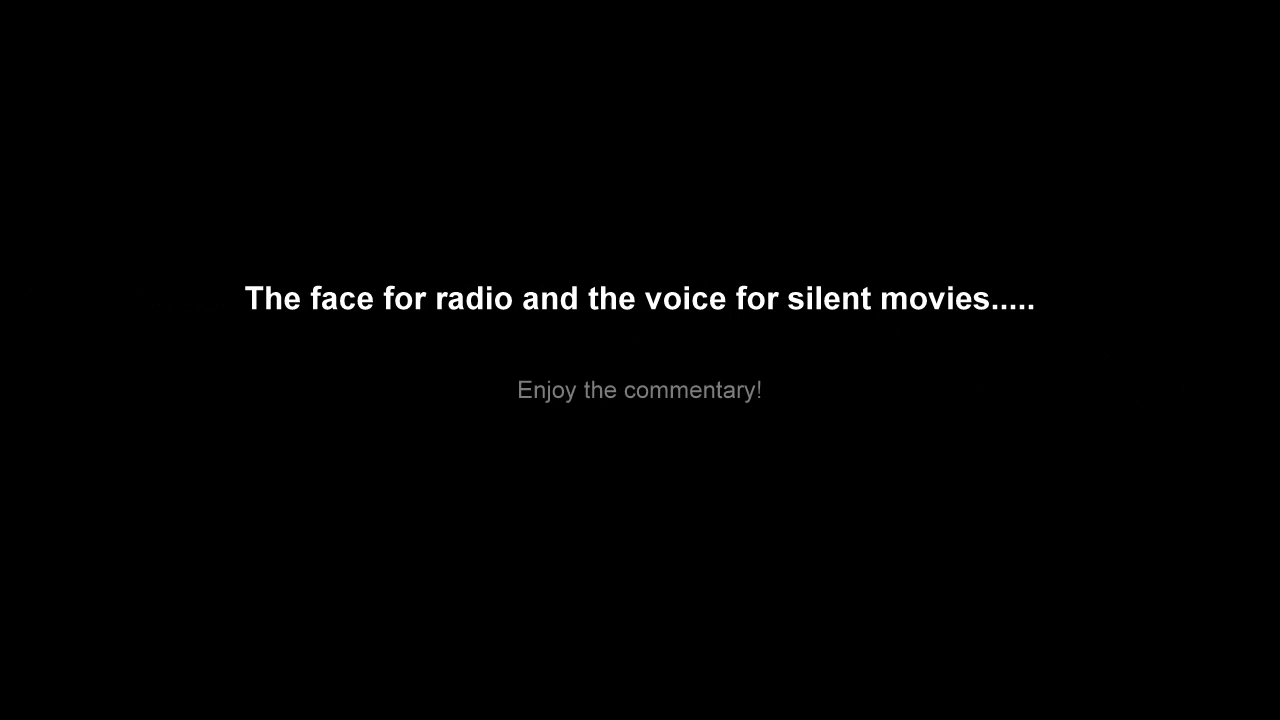 The face for radio and the voice for silent movies.....
Enjoy the commentary!